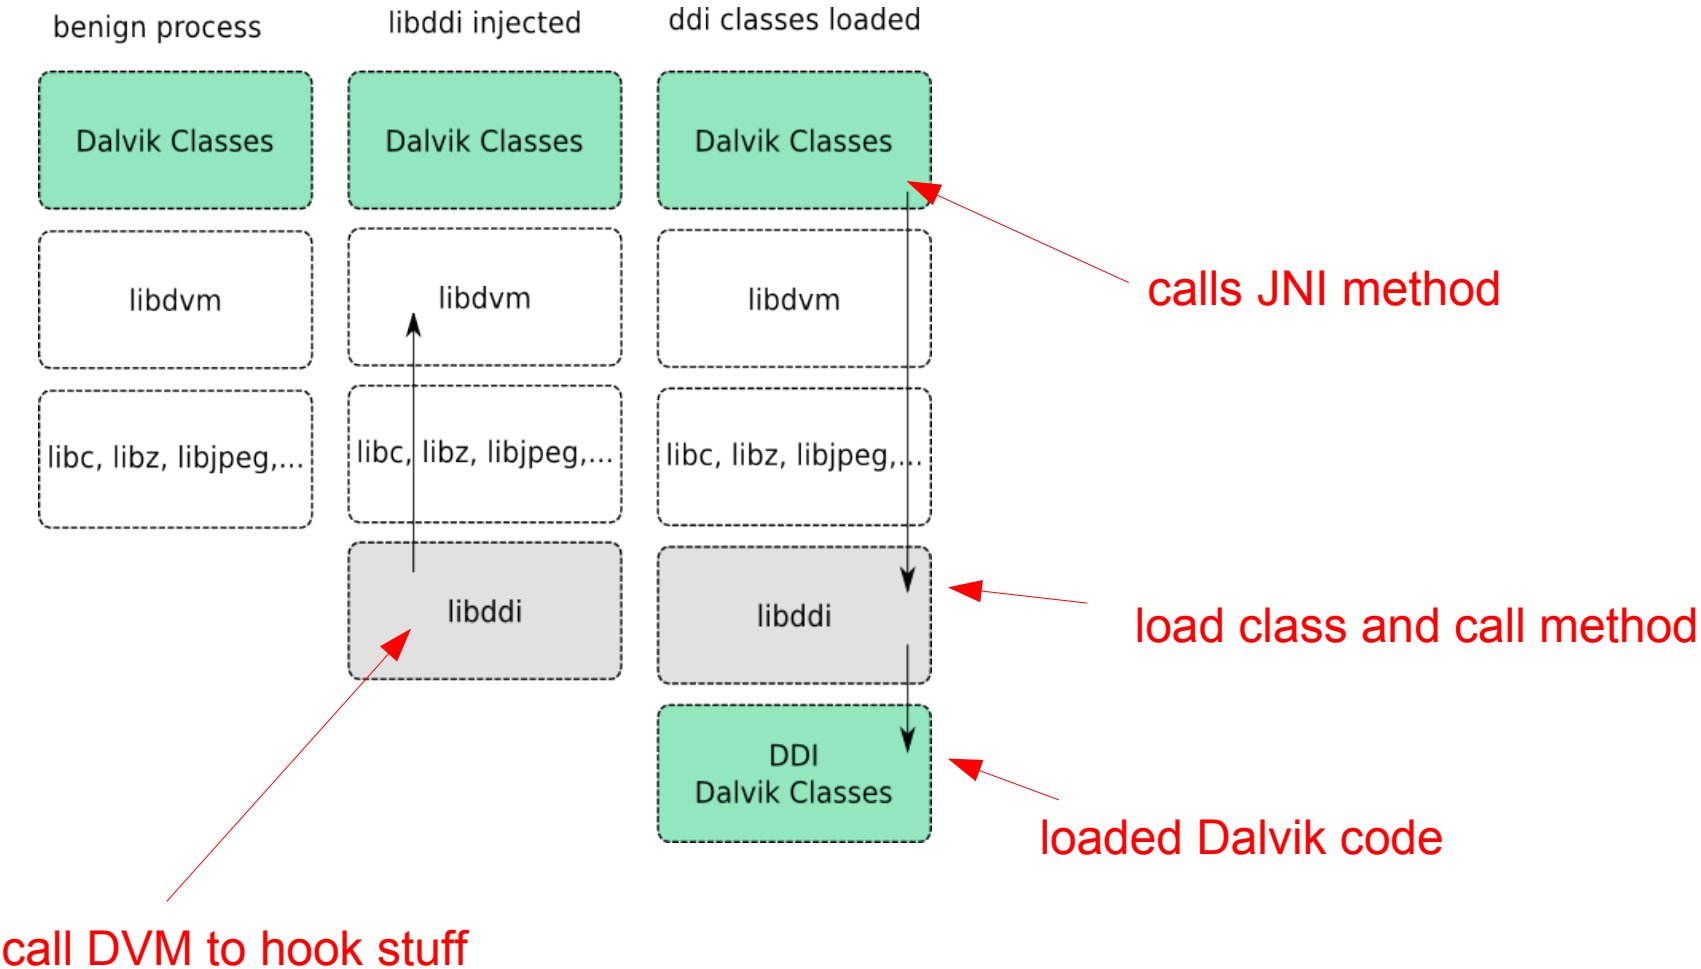 benign process
libddi injected
ddi classes loaded
Dalvik Classes
Dalvik Classes
Dalvik Classes
calls JNI method
libdvm
libdvm
libdvm
libc, libz, libjpeg,...
libc, libz, libjpeg,...
libc, libz, libjpeg,...
libddi
libddi
load class and call method
DDI
Dalvik Classes
loaded Dalvik code
call DVM to hook stuff